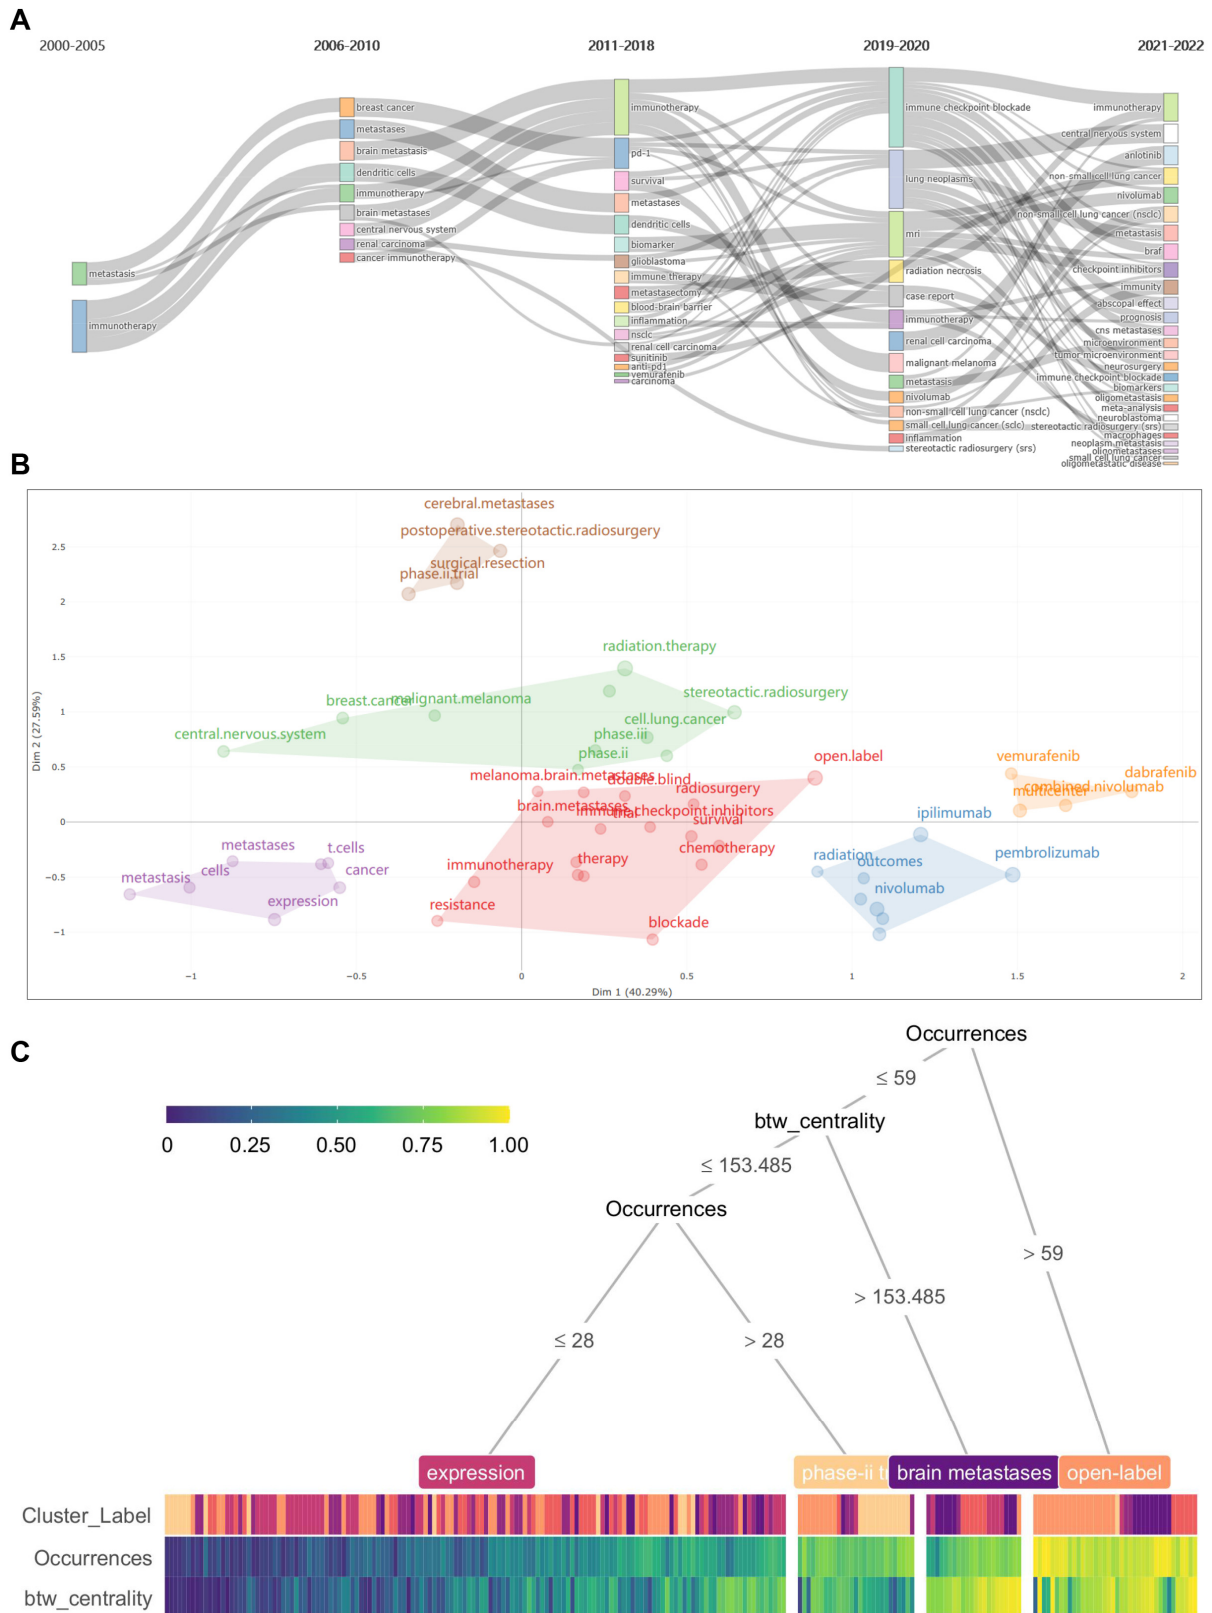 A
2000-2005
2006-2010
2011-2018
2019-2020
2021-2022
metastasis
immunotherapy
breast cancer
metastases
brain metastasis
dendritic cells
immunotherapy
brain metastases
central nervous system
renal carcinoma
cancer immunotherapy
immunotherapy
pd-1
survival
metastases
dendritic cells
biomarker
glioblastoma
immune therapy
metastasectomy
blood-brain barrier
inflammation
nsclc
renal cell carcinoma
sunitinib
anti-pd1
vemurafenib
carcinoma
immune checkpoint blockade
lung neoplasms
mri
radiation necrosis
case report
immunotherapy
renal cell carcinoma
malignant melanoma
metastasis
nivolumab
non-small cell lung cancer (nsclc)
small cell lung cancer (sclc)
inflammation
stereotactic radiosurgery (srs)
immunotherapy
central nervous system
anlotinib
non-small cell lung cancer
nivolumab
non-small cell lung cancer (nsclc)
metastasis
braf
checkpoint inhibitors
immunity
abscopal effect
prognosis
cns metastases
microenvironment
tumor microenvironment
neurosurgery
immune checkpoint blockade
biomarkers
oligometastasis
meta-analysis
neuroblastoma
stereotactic radiosurgery (srs)
macrophages
neoplasm metastasis
oligometastases
small cell lung cancer
oligometastatic disease
B
cerebral.metastases
postoperative.stereotactic.radiosurgery
surgical.resection
phase.ii.trial
radiation.therapy
stereotactic.radiosurgery
breast.cancer
malignant.melanoma
cell.lung.cancer
central.nervous.system
phase.iii
phase.ii
open.label
melanoma.brain.metastases
double.blind
radiosurgery
brain.metastases
immune.checkpoint.inhibitors
trial
survival
chemotherapy
therapy
immunotherapy
resistance
blockade
vemurafenib
dabrafenib
combined.nivolumab
multicenter
ipilimumab
pembrolizumab
radiation
outcomes
nivolumab
metastases
t.cells
cells
cancer
metastasis
expression
2.5
2
1.5
1
0.5
0
−0.5
−1
Dim 2 (27.59%)
−1
−0.5
0
0.5
1
1.5
2
Dim 1 (40.29%)
C
0
0.25
0.50
0.75
1.00
Occurrences
≤ 59
btw_centrality
≤ 153.485
Occurrences
> 59
> 153.485
≤ 28
> 28
expression
phase-ii tr
brain metastases
open-label
Cluster_Label
Occurrences
btw_centrality